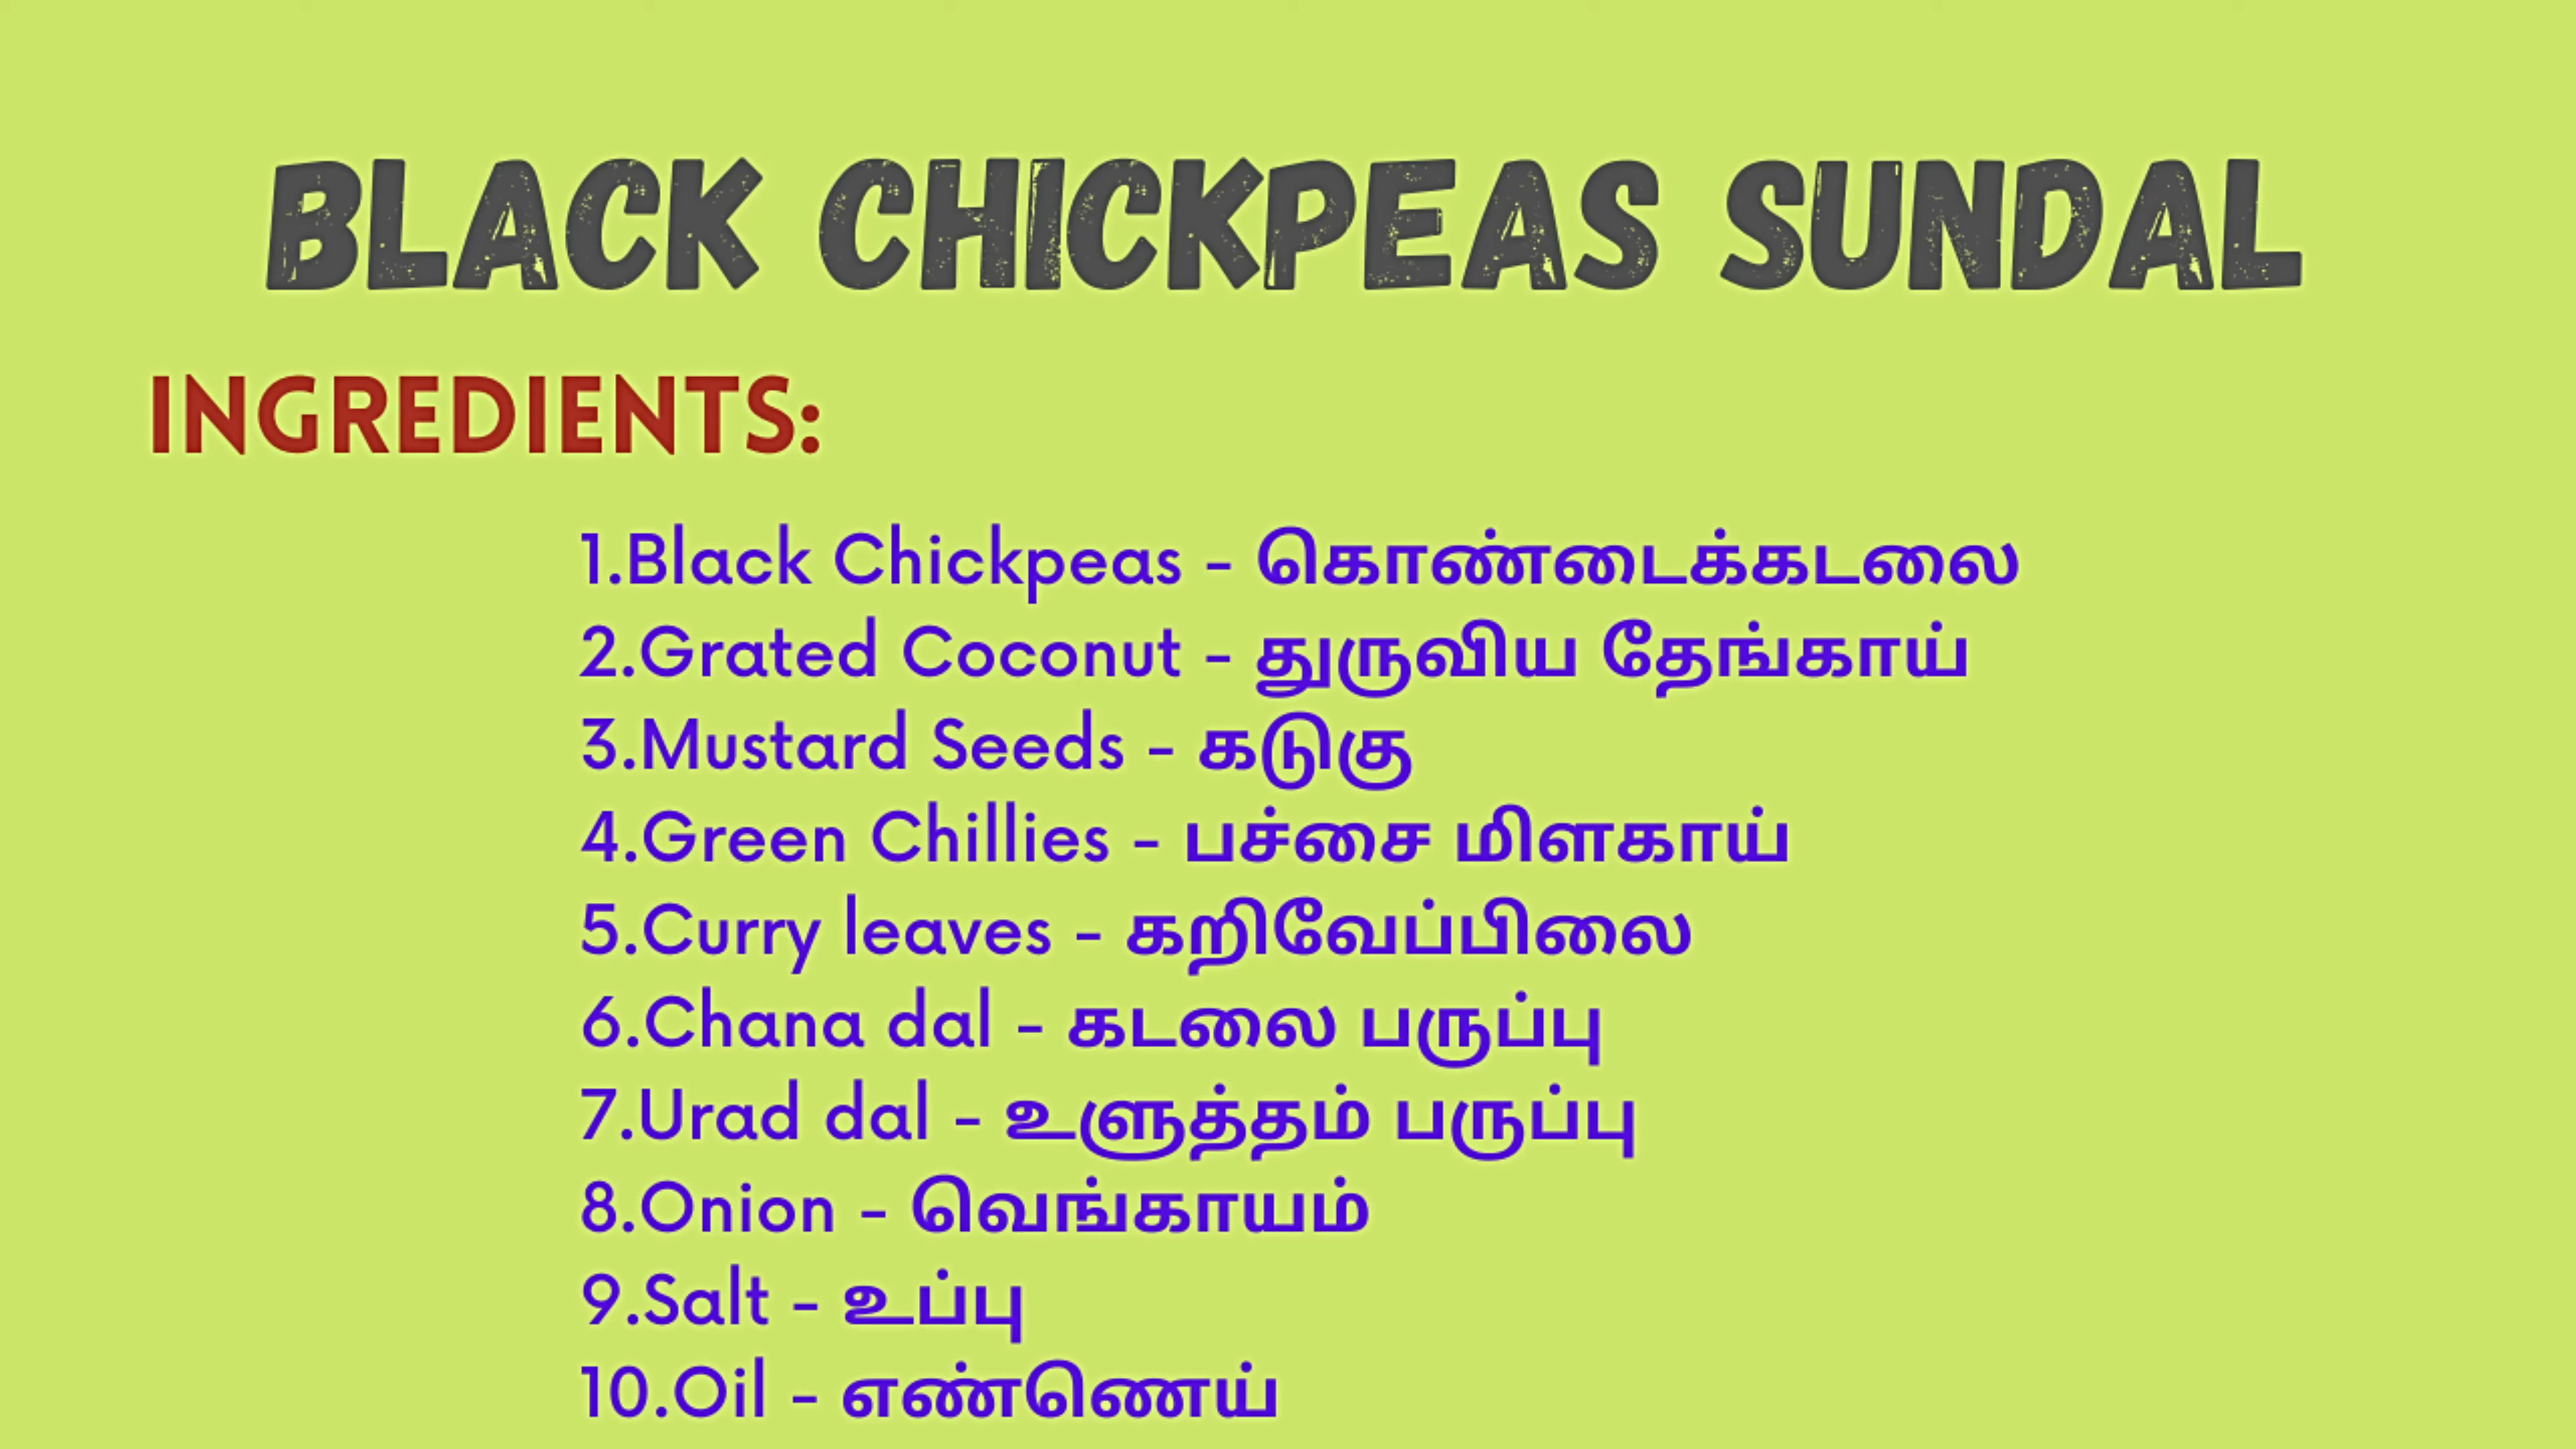 BLACK CHICKPEAS SUNDAL
INGREDIENTS:
1.Black Chickpeas - கொண்டைக்கடலை
2.Grated Coconut - துருவிய தேங்காய்
3.Mustard Seeds - கடுகு
4.Green Chillies - பச்சை மிளகாய்
5.Curry leaves - கறிவேப்பிலை
6.Chana dal - கடலை பருப்பு
7.Urad dal - உளுத்தம் பருப்பு
8.Onion - வெங்காயம்
9.Salt - உப்பு
10.Oil - எண்ணெய்